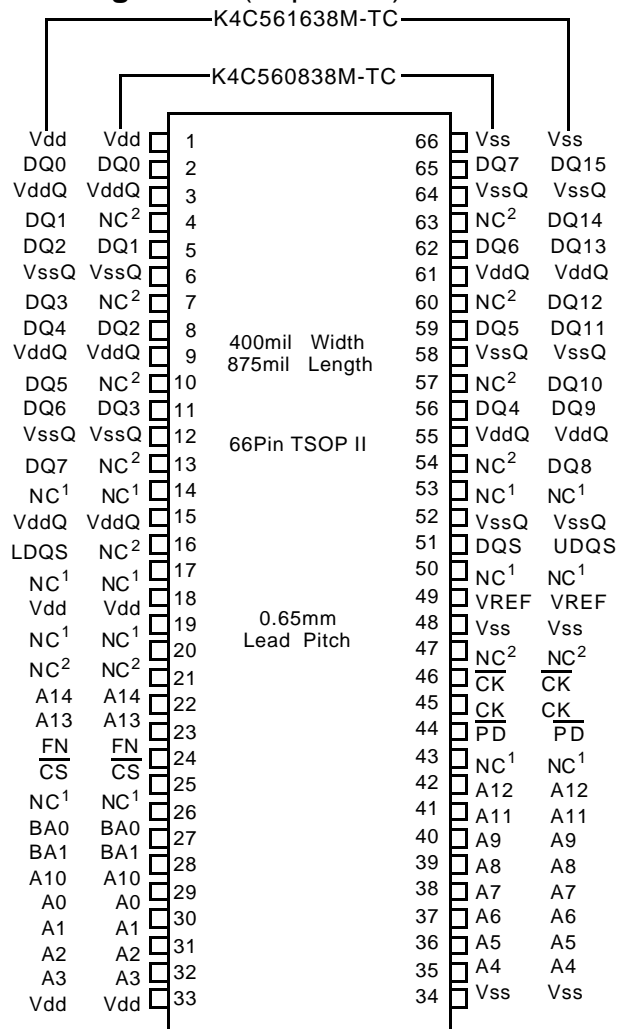 K4C561638M-TC
K4C560838M-TC
Vdd Vdd 1 66 Vss Vss
DQ0 DQ0 2 65 DQ7 DQ15
VddQ VddQ 3 64 VssQ VssQ
DQ1 NC² 4 63 NC² DQ14
DQ2 DQ1 5 62 DQ6 DQ13
VssQ VssQ 6 61 VddQ VddQ
DQ3 NC² 7 60 NC² DQ12
DQ4 DQ2 8 59 DQ5 DQ11
400mil Width
VddQ VddQ 9 58 VssQ VssQ
875mil Length
DQ5 NC² 10 57 NC² DQ10
DQ6 DQ3 11 56 DQ4 DQ9
VssQ VssQ 12 55 VddQ VddQ
66Pin TSOP II
DQ7 NC² 13 54 NC² DQ8
NC¹ NC¹ 14 53 NC¹ NC¹
VddQ VddQ 15 52 VssQ VssQ
LDQS NC² 16 51 DQS UDQS
NC¹ NC¹ 17 50 NC¹ NC¹
Vdd Vdd 18 49 VREF VREF
0.65mm
NC¹ NC¹ 19 48 Vss Vss
Lead Pitch
NC² NC² 20 47 NC² NC²
A14 A14 21 46 C̅K̅ C̅K̅
A13 A13 22 45 CK CK
FN FN 23 44 P̅D̅ P̅D̅
C̅S̅ C̅S̅ 24 43 NC¹ NC¹
NC¹ NC¹ 25 42 A12 A12
BA0 BA0 26 41 A11 A11
BA1 BA1 27 40 A9 A9
A10 A10 28 39 A8 A8
A0 A0 29 38 A7 A7
A1 A1 30 37 A6 A6
A2 A2 31 36 A5 A5
A3 A3 32 35 A4 A4
Vdd Vdd 33 34 Vss Vss